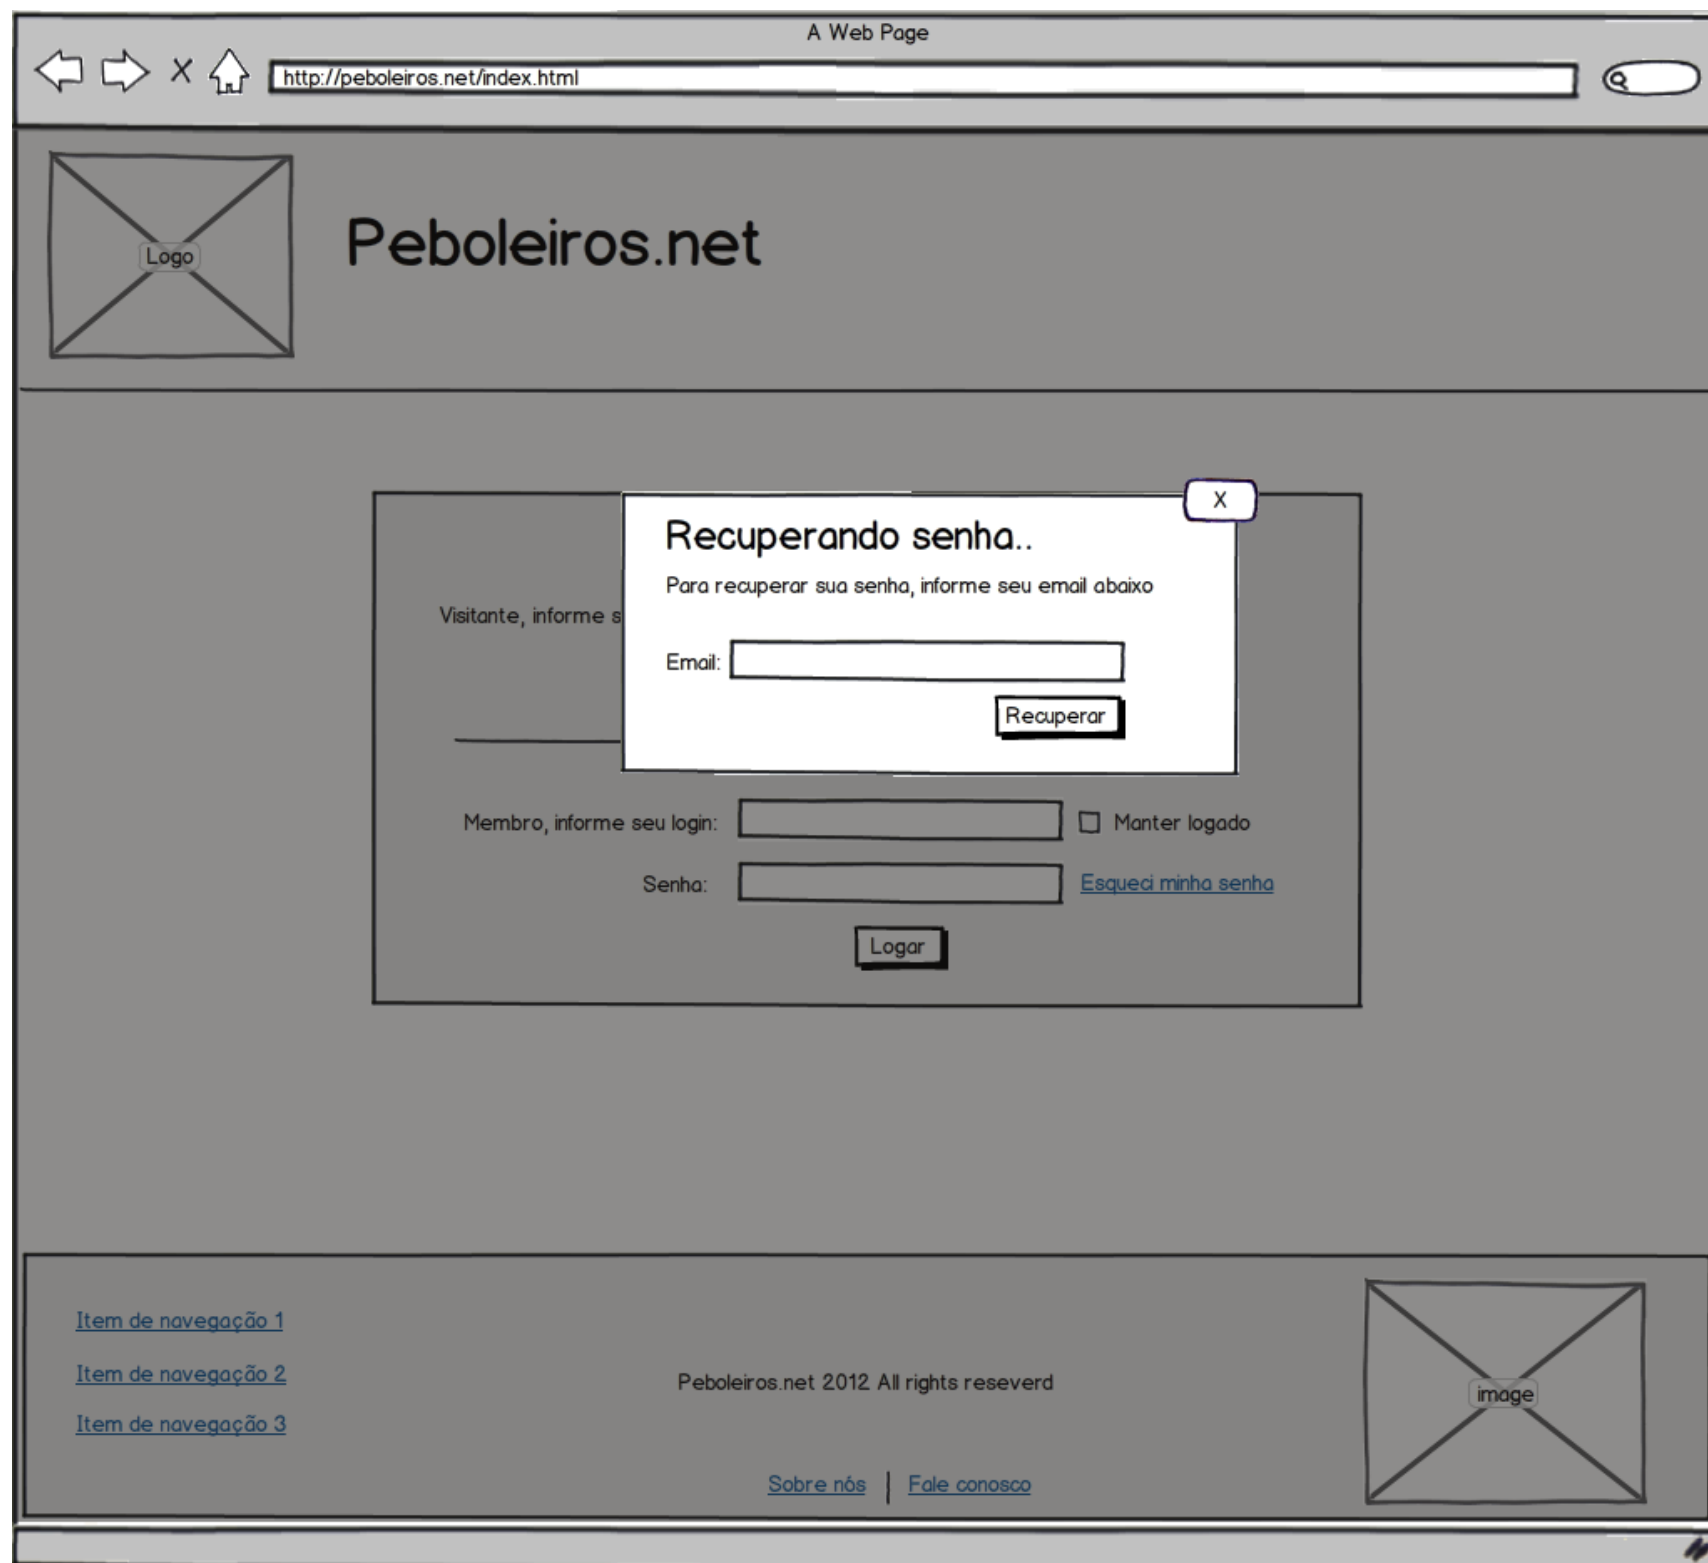 A Web Page
X
http://peboleiros.net/index.html
Logo
Peboleiros.net
X
Recuperando senha..
Para recuperar sua senha, informe seu email abaixo
Visitante, informe s
Email:
Recuperar
Membro, informe seu login:
Manter logado
Senha:
Esqueci minha senha
Logar
Item de navegação 1
Item de navegação 2
Item de navegação 3
Peboleiros.net 2012 All rights reseverd
image
Sobre nós | Fale conosco